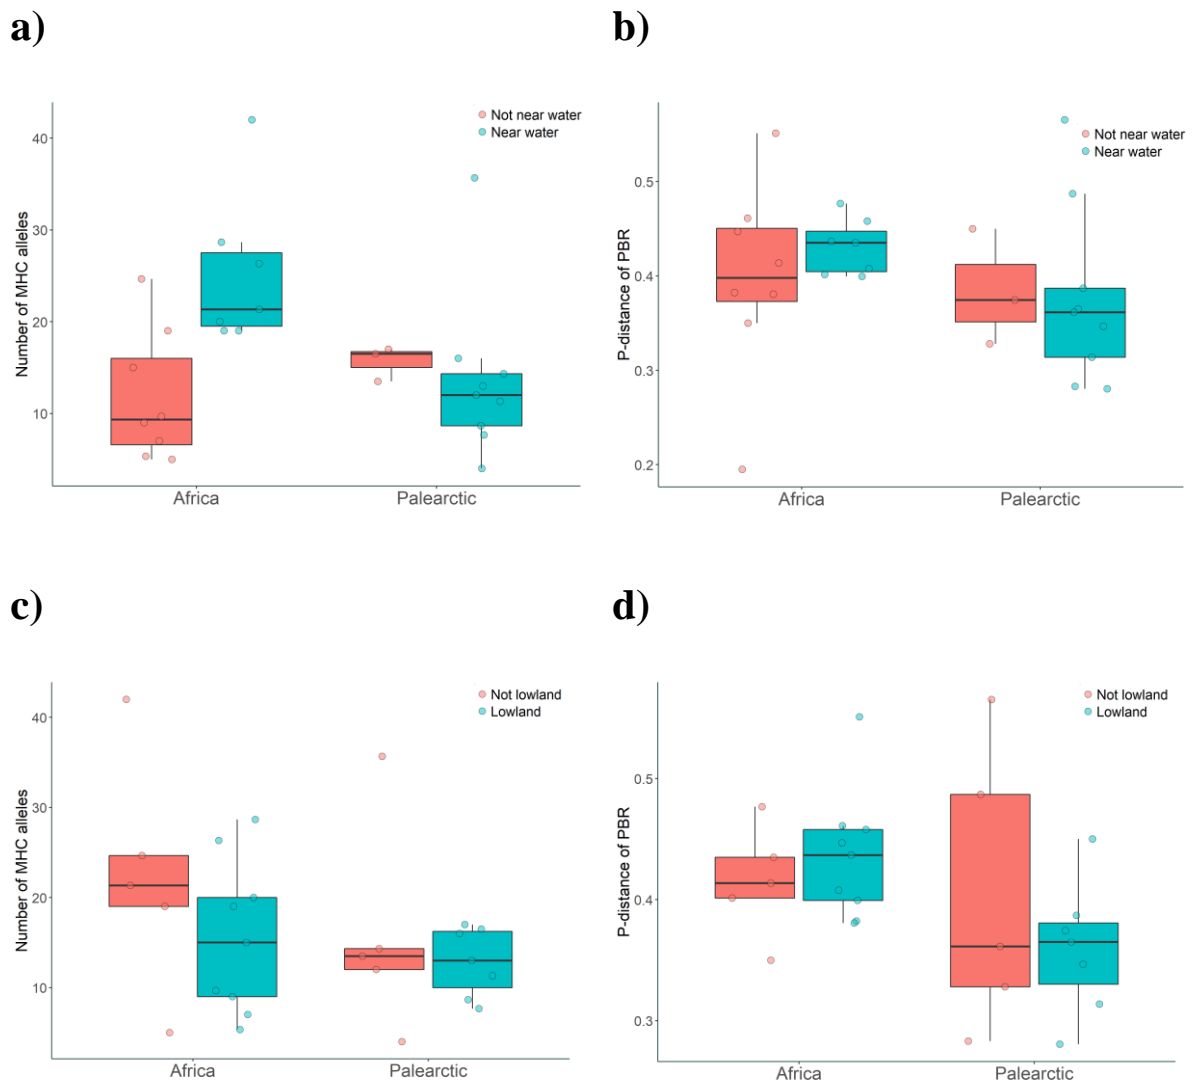 a)
Not near water
Near water
Number of MHC alleles
40
30
20
10
Africa
Palearctic
b)
Not near water
Near water
P-distance of PBR
0.5
0.4
0.3
0.2
Africa
Palearctic
c)
Not lowland
Lowland
Number of MHC alleles
40
30
20
10
Africa
Palearctic
d)
Not lowland
Lowland
P-distance of PBR
0.5
0.4
0.3
Africa
Palearctic